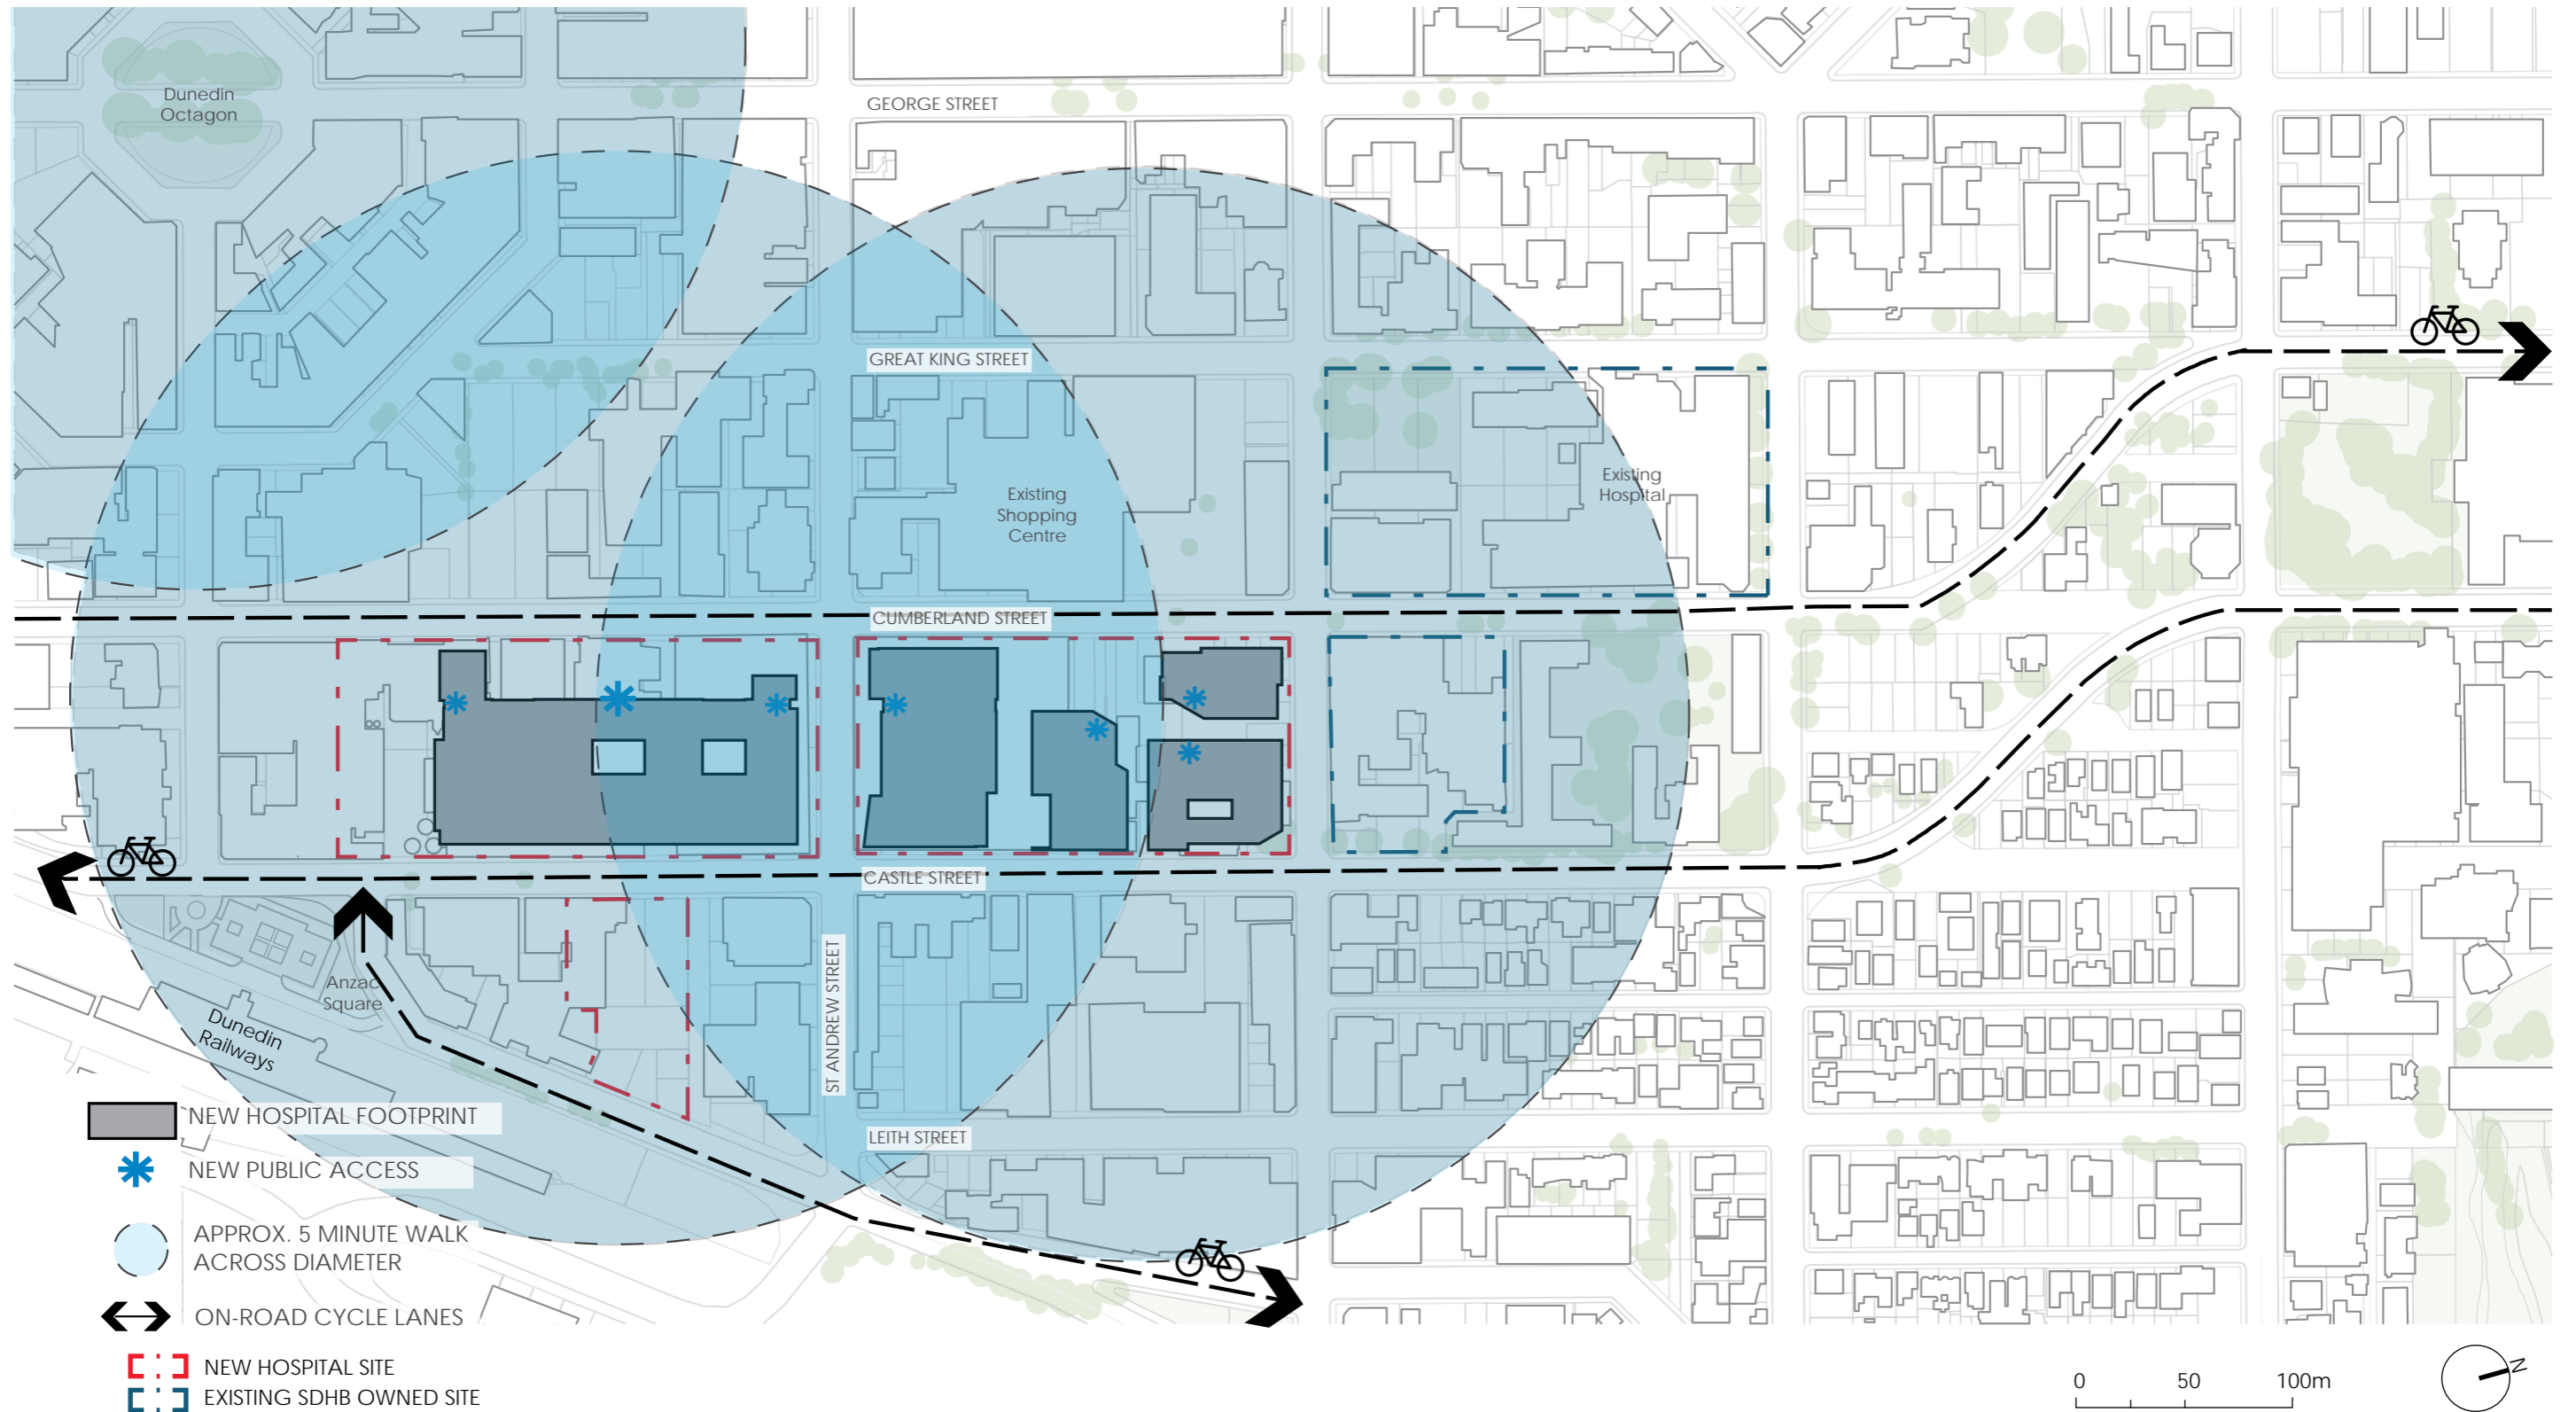 Dunedin
Octagon
GEORGE STREET
GREAT KING STREET
Existing
Shopping
Centre
Existing
Hospital
CUMBERLAND STREET
CASTLE STREET
ST ANDREW STREET
Anzac
Square
Dunedin
Railways
LEITH STREET
NEW HOSPITAL FOOTPRINT
NEW PUBLIC ACCESS
APPROX. 5 MINUTE WALK
ACROSS DIAMETER
ON-ROAD CYCLE LANES
NEW HOSPITAL SITE
EXISTING SDHB OWNED SITE
0 50 100m
N